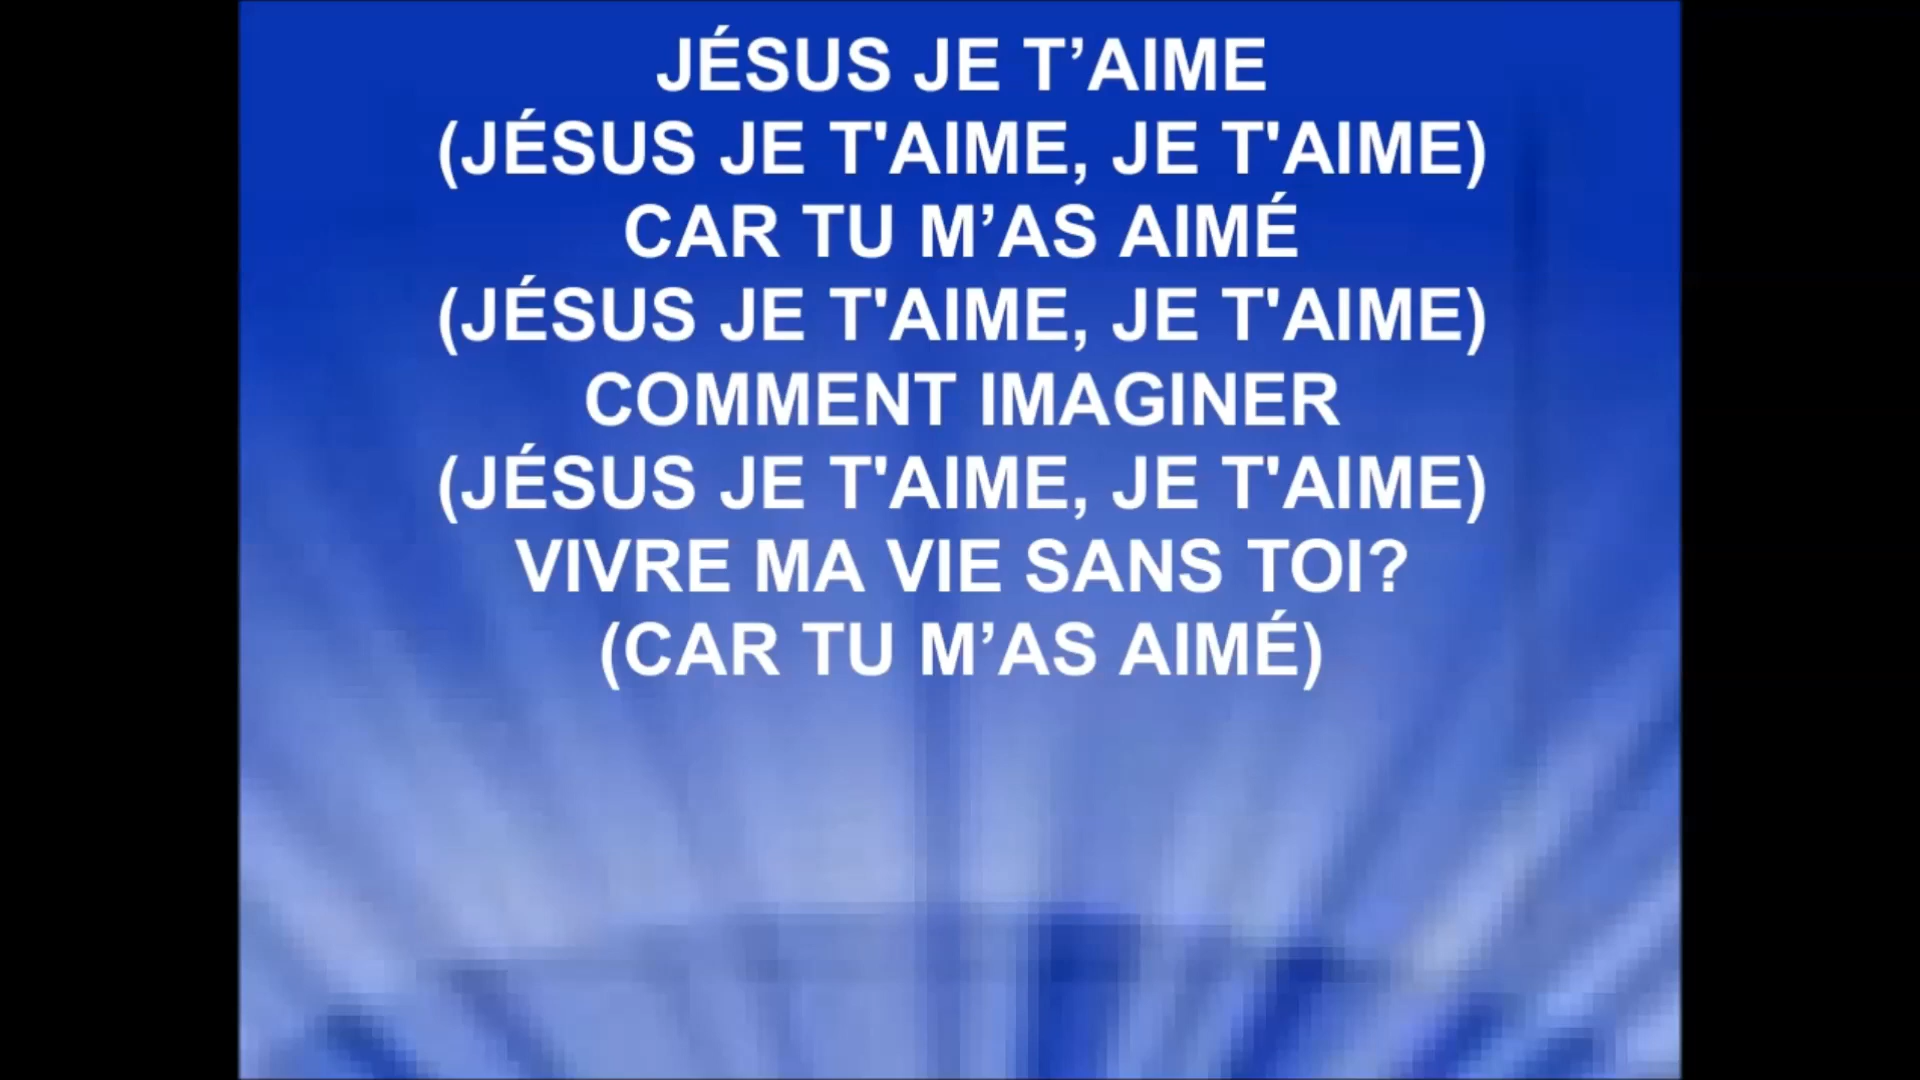 JÉSUS JE T’AIME
(JÉSUS JE T'AIME, JE T'AIME)
CAR TU M’AS AIMÉ
(JÉSUS JE T'AIME, JE T'AIME)
COMMENT IMAGINER
(JÉSUS JE T'AIME, JE T'AIME)
VIVRE MA VIE SANS TOI?
(CAR TU M’AS AIMÉ)